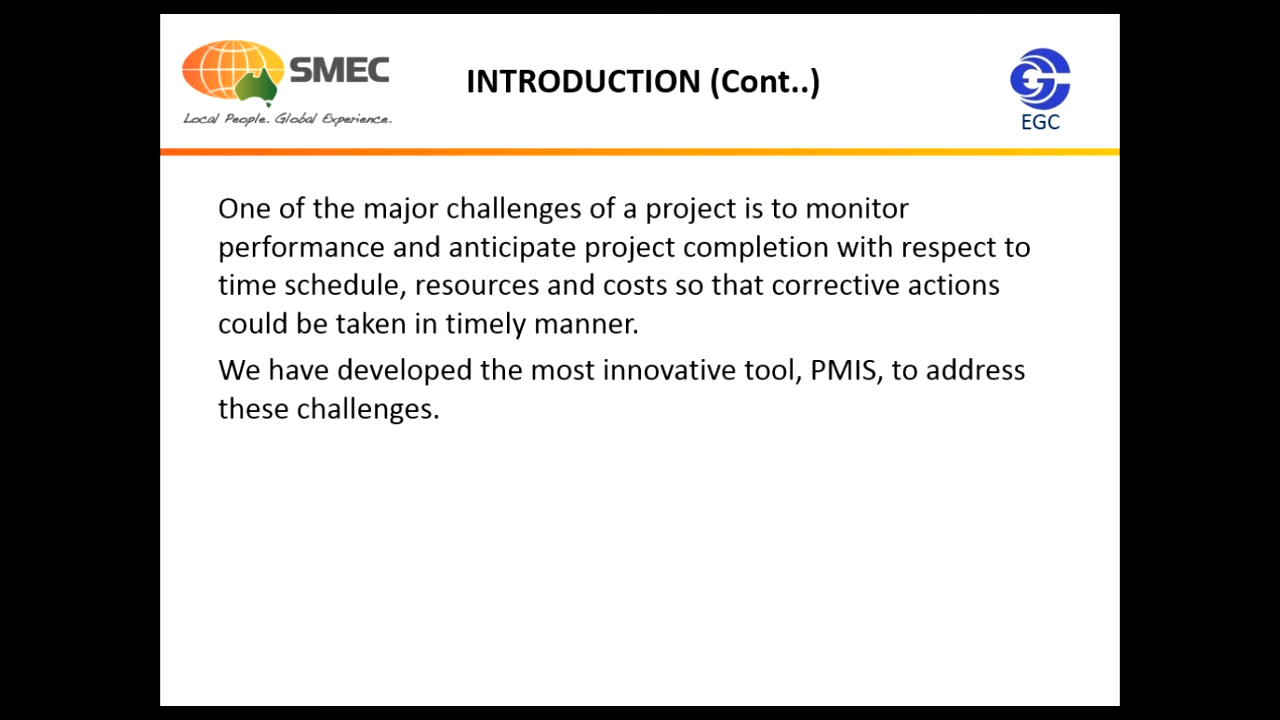 SMEC
Local People. Global Experience.
INTRODUCTION (Cont..)
EGC
One of the major challenges of a project is to monitor
performance and anticipate project completion with respect to
time schedule, resources and costs so that corrective actions
could be taken in timely manner.
We have developed the most innovative tool, PMIS, to address
these challenges.